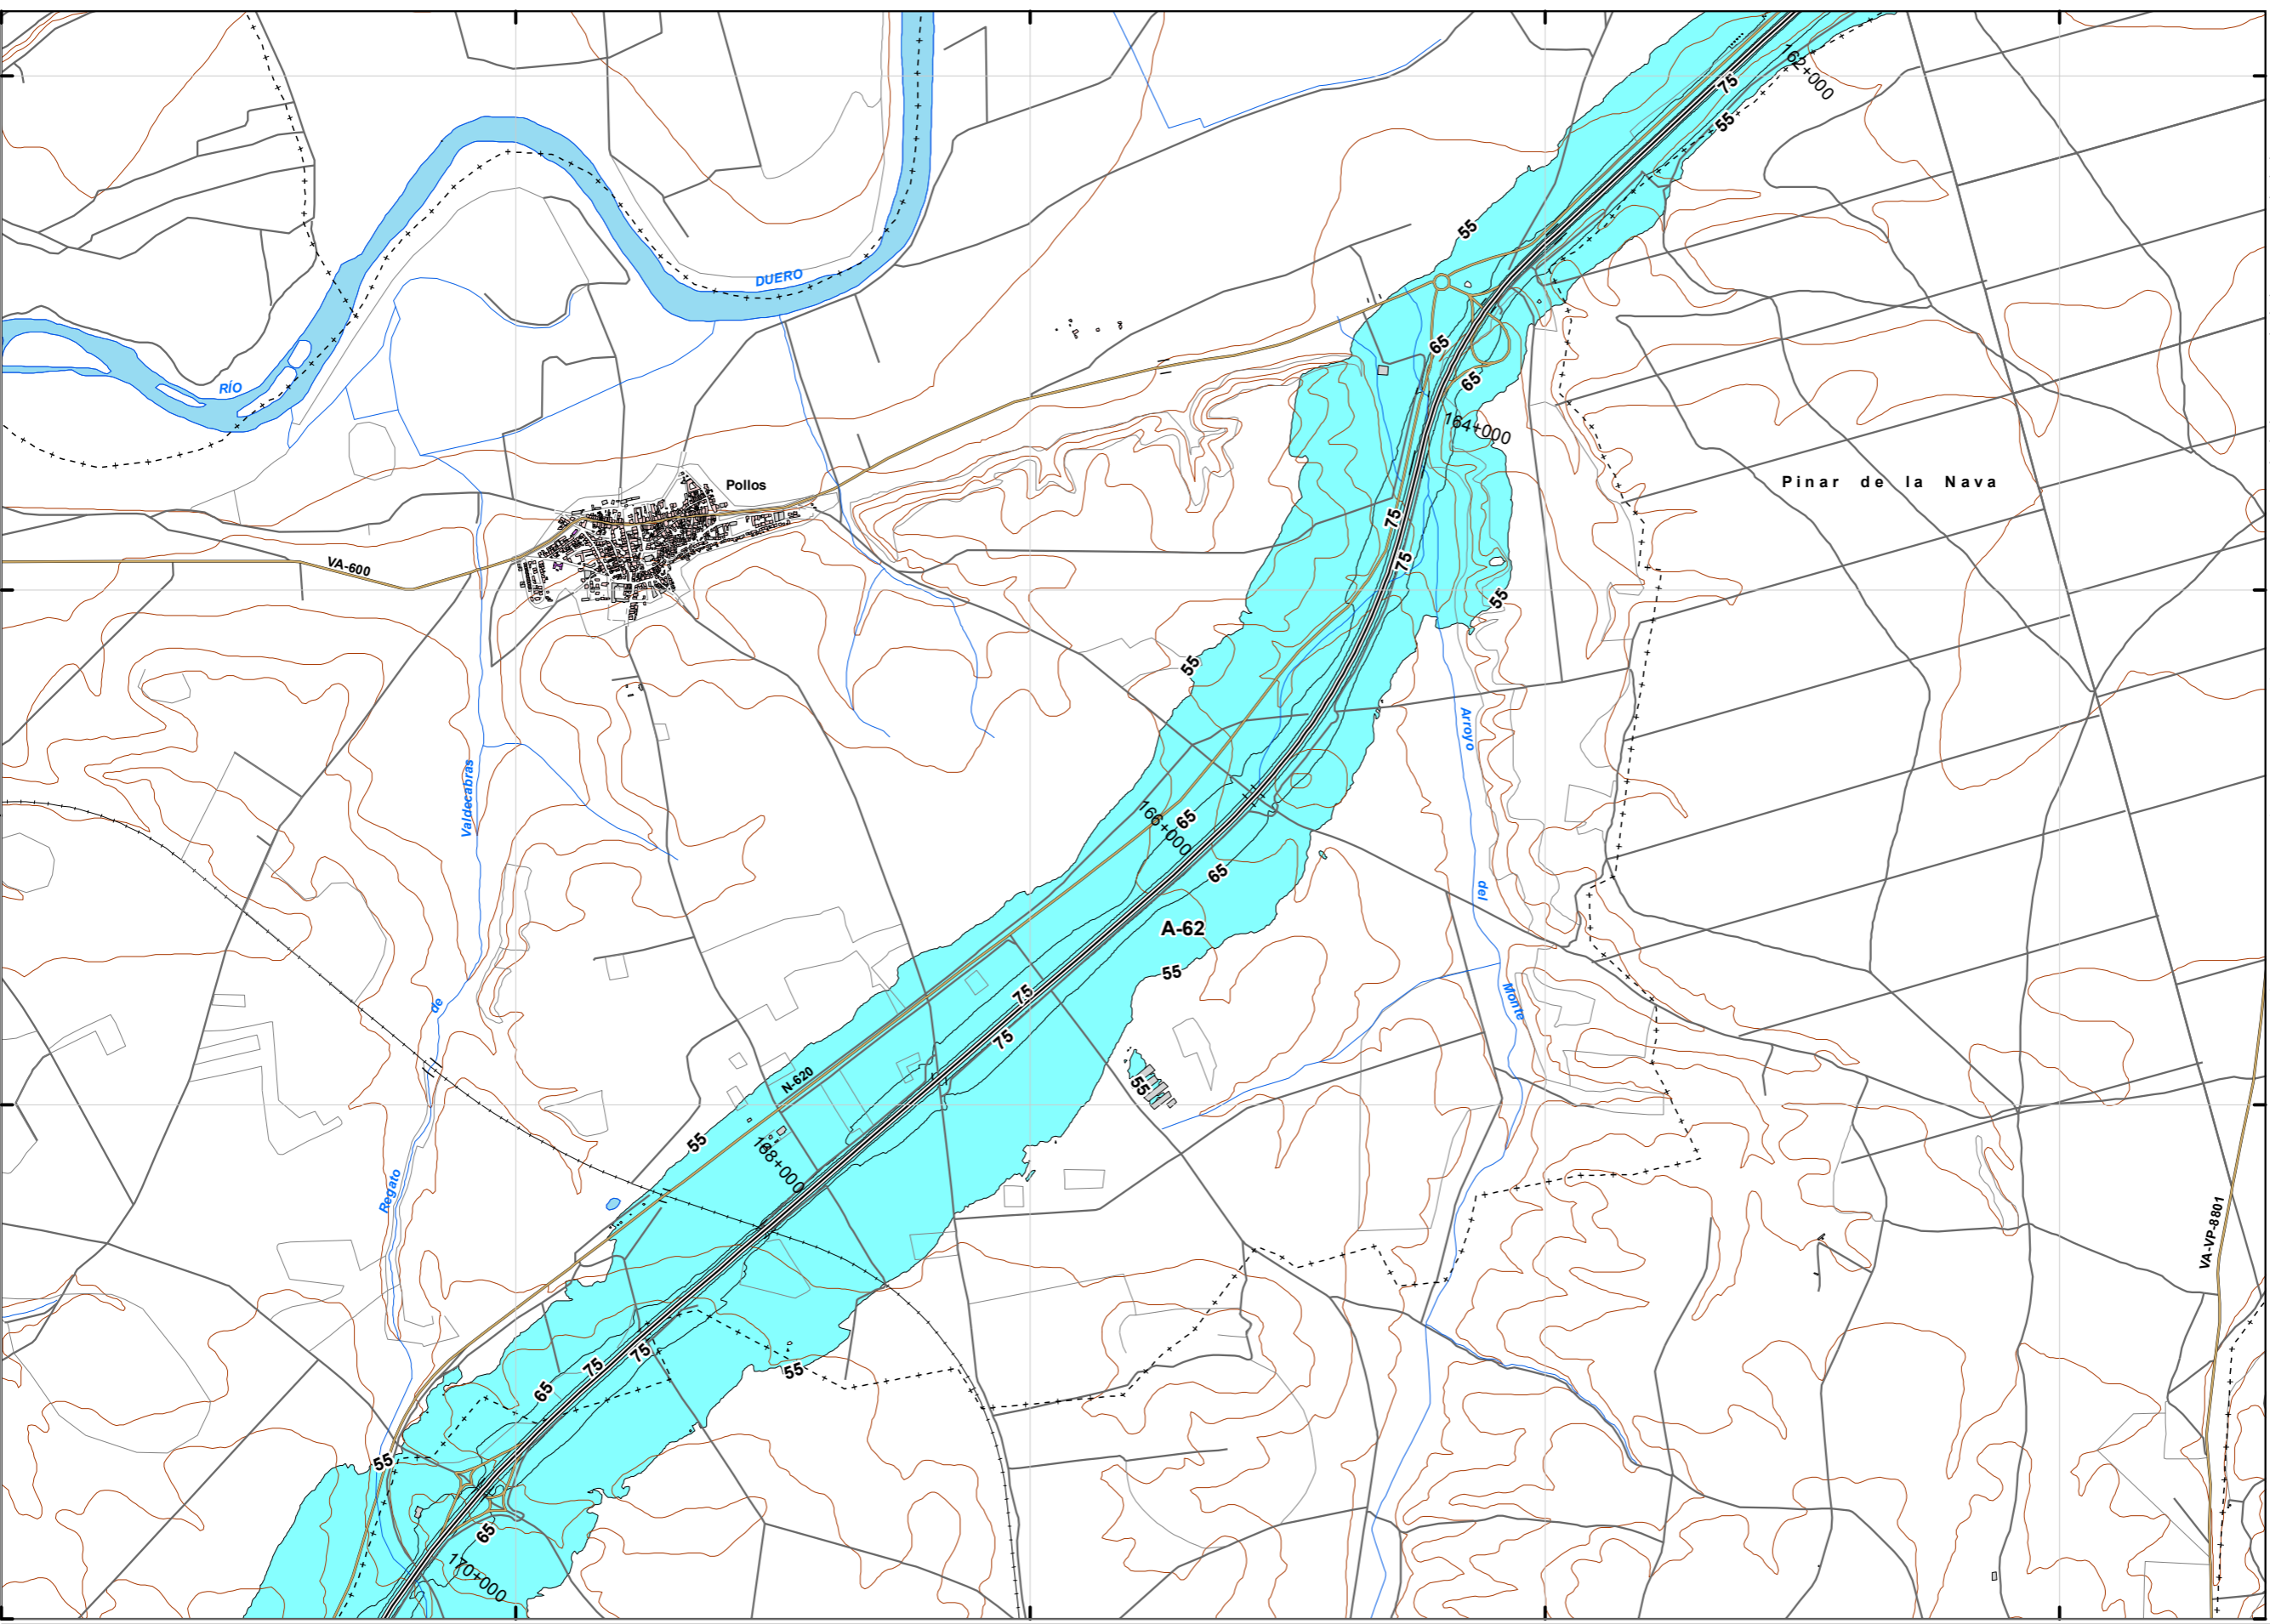 162+000
75
55
55
DUERO
65
RÍO
65
164+000
Pinar de la Nava
Pollos
75
75
VA-600
55
55
Arroyo
Valdecabras
166+000
65
65
del
A-62
55
75
de
Monte
75
N-620
55
55
168+000
Regato
VA-VP-8801
75
75
55
65
55
65
170+000